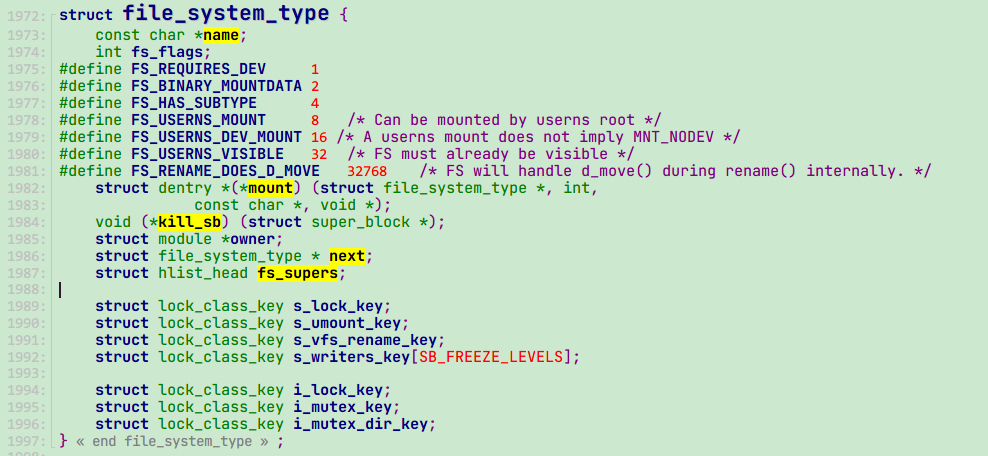 1972: struct file_system_type {
1973: const char *name;
1974: int fs_flags;
1975: #define FS_REQUIRES_DEV 1
1976: #define FS_BINARY_MOUNTDATA 2
1977: #define FS_HAS_SUBTYPE 4
1978: #define FS_USERNS_MOUNT 8 /* Can be mounted by userns root */
1979: #define FS_USERNS_DEV_MOUNT 16 /* A userns mount does not imply MNT_NODEV */
1980: #define FS_USERNS_VISIBLE 32 /* FS must already be visible */
1981: #define FS_RENAME_DOES_D_MOVE 32768 /* FS will handle d_move() during rename() internally. */
1982: struct dentry *(*mount) (struct file_system_type *, int,
1983: const char *, void *);
1984: void (*kill_sb) (struct super_block *);
1985: struct module *owner;
1986: struct file_system_type * next;
1987: struct hlist_head fs_supers;
1988:
1989: struct lock_class_key s_lock_key;
1990: struct lock_class_key s_umount_key;
1991: struct lock_class_key s_vfs_rename_key;
1992: struct lock_class_key s_writers_key[SB_FREEZE_LEVELS];
1993:
1994: struct lock_class_key i_lock_key;
1995: struct lock_class_key i_mutex_key;
1996: struct lock_class_key i_mutex_dir_key;
1997: } « end file_system_type » ;